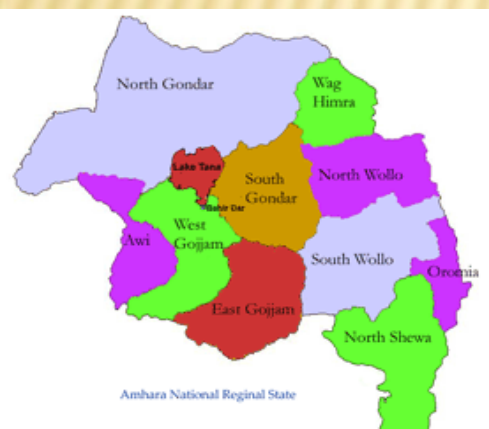 North Gondar
Wag
Himra
Lake Tana
South
Gondar
North Wollo
Bahir Dar
West
Gojjam
Awi
South Wollo
Oromia
East Gojjam
North Shewa
Amhara National Reginal State